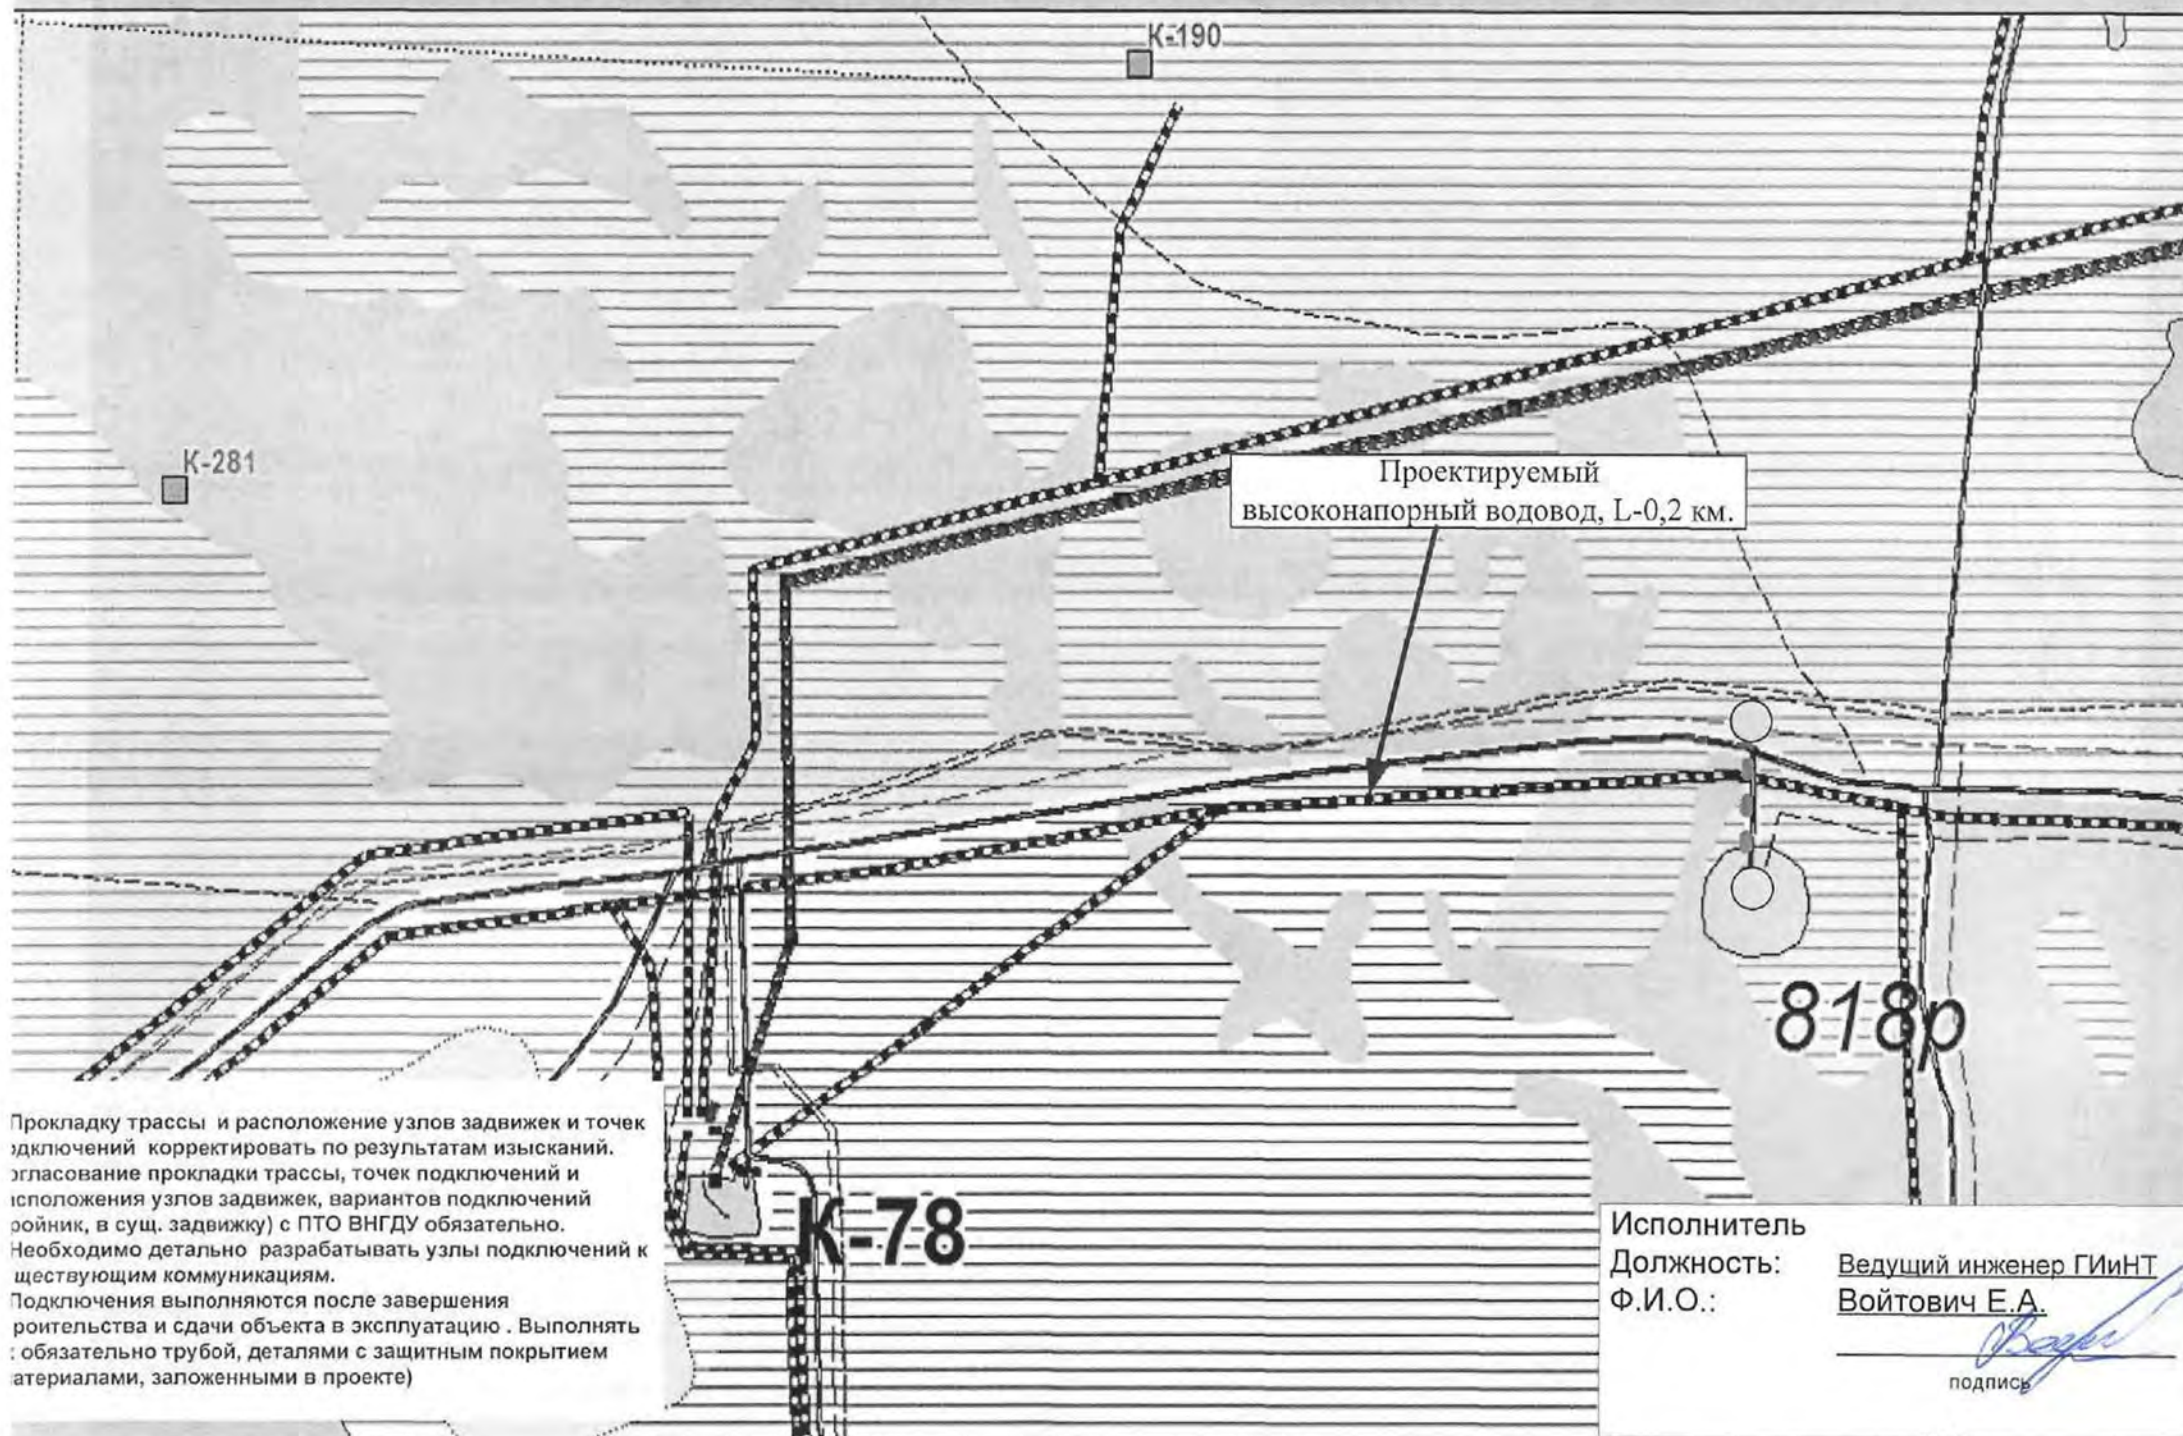 К-190
К-281
Проектируемый
высоконапорный водовод, L-0,2 км.
818р
К-78
Прокладку трассы и расположение узлов задвижек и точек
дключений корректировать по результатам изысканий.
огласование прокладки трассы, точек подключений и
сположения узлов задвижек, вариантов подключений
ройник, в сущ. задвижку) с ПТО ВНГДУ обязательно.
Необходимо детально разрабатывать узлы подключений к
ществующим коммуникациям.
Подключения выполняются после завершения
роительства и сдачи объекта в эксплуатацию . Выполнять
: обязательно трубой, деталями с защитным покрытием
атериалами, заложенными в проекте)
Исполнитель
Должность: Ведущий инженер ГИиНТ
Ф.И.О.: Войтович Е.А.
подпись